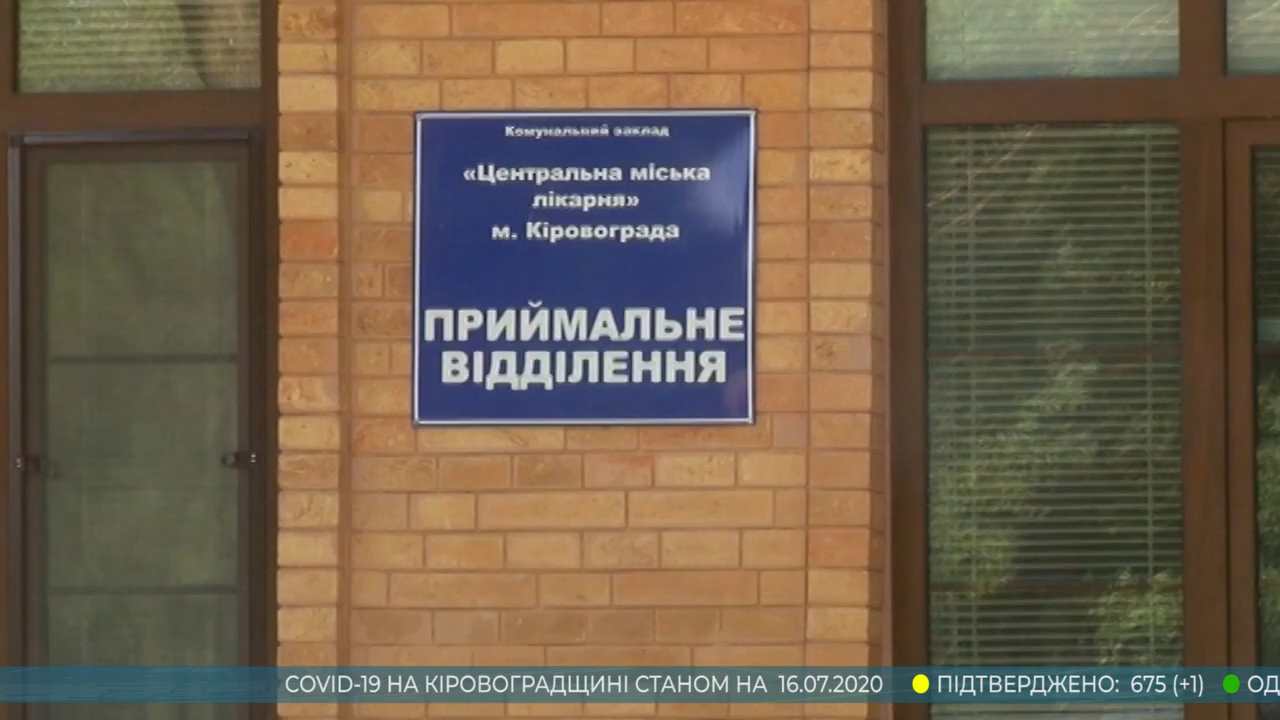 Комунальний заклад
«Центральна міська
лікарня»
м. Кіровограда
ПРИЙМАЛЬНЕ
ВІДДІЛЕННЯ
COVID-19 НА КІРОВОГРАДЩИНІ СТАНОМ НА 16.07.2020 ПІДТВЕРДЖЕНО: 675 (+1) ОД